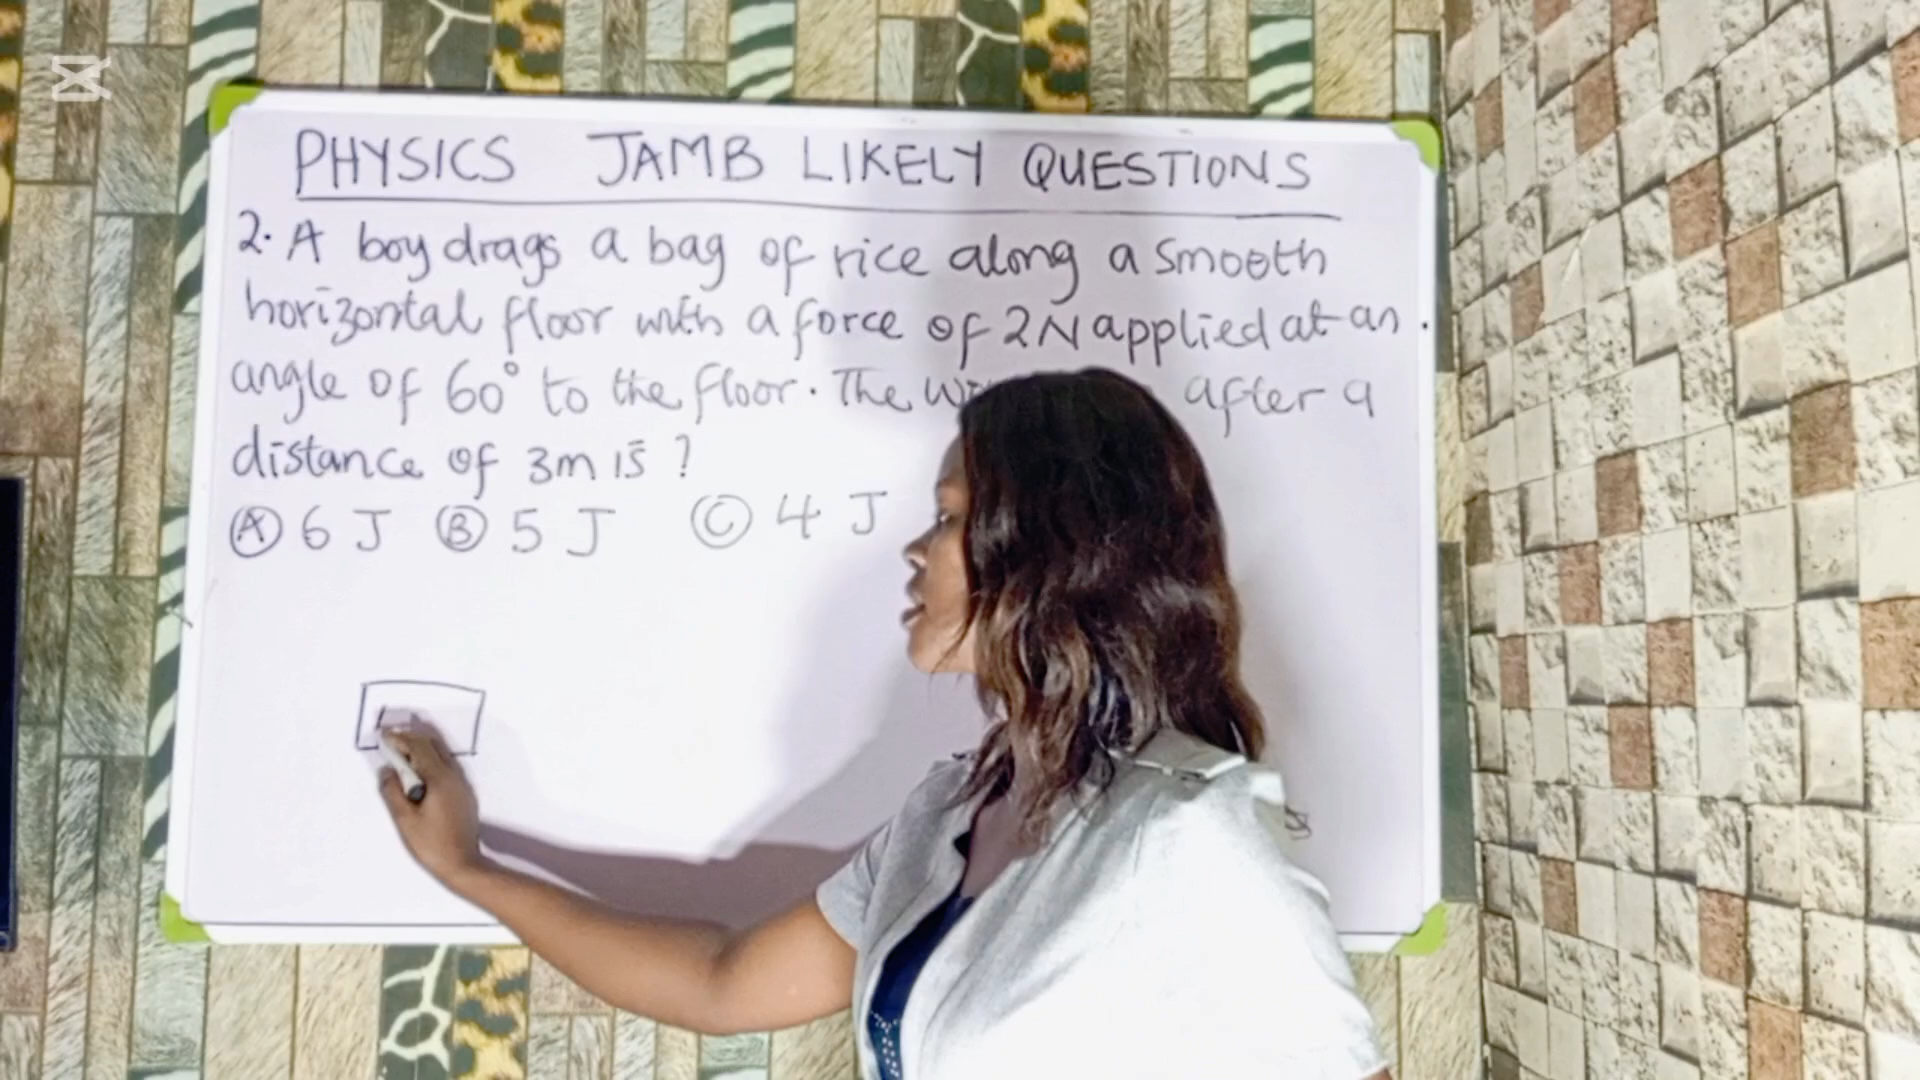 PHYSICS JAMB LIKELY QUESTIONS
2. A boy drags a bag of rice along a smooth
horizontal floor with a force of 2N applied at an
angle of 60° to the floor. The after a
distance of 3m is ?
(A) 6 J (B) 5 J (C) 4 J